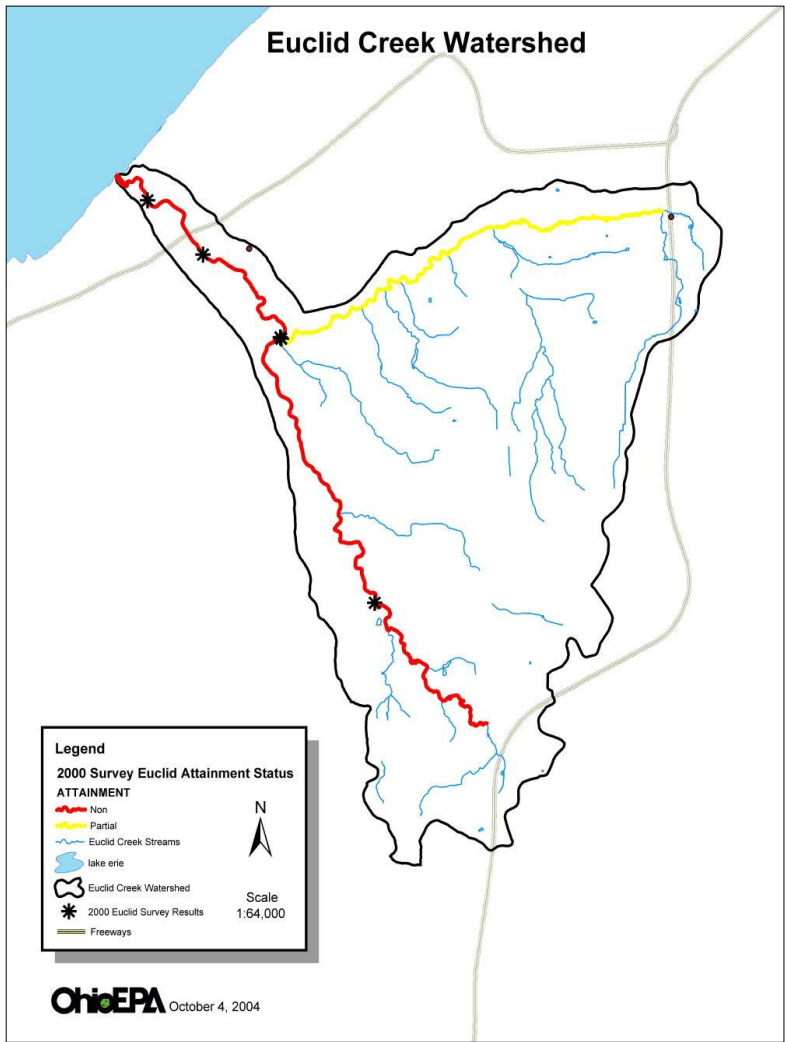 Euclid Creek Watershed
Legend
2000 Survey Euclid Attainment Status
ATTAINMENT
Non
Partial
Euclid Creek Streams
lake erie
Euclid Creek Watershed
2000 Euclid Survey Results
Freeways
N
Scale
1:64,000
OhioEPA October 4, 2004